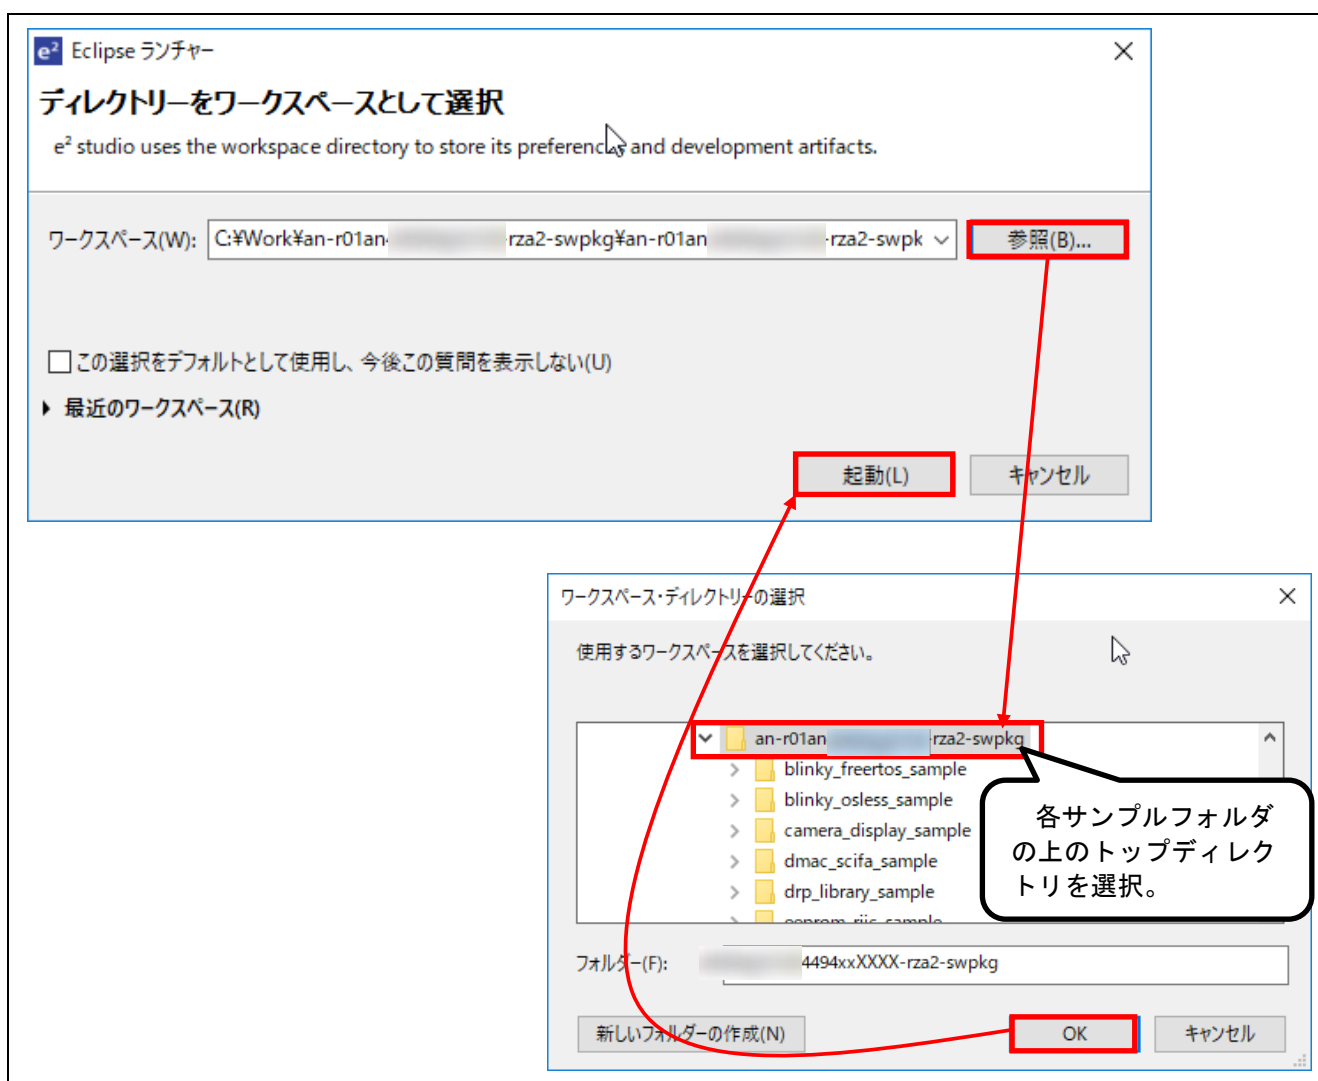 e² Eclipse ランチャー
ディレクトリーをワークスペースとして選択
e² studio uses the workspace directory to store its preferences and development artifacts.
ワークスペース(W): C:¥Work¥an-r01an -rza2-swpkg¥an-r01an -rza2-swpk 参照(B)...
この選択をデフォルトとして使用し、今後この質問を表示しない(U)
最近のワークスペース(R)
起動(L) キャンセル
ワークスペース・ディレクトリーの選択
使用するワークスペースを選択してください。
an-r01an -rza2-swpkg
blinky_freertos_sample
blinky_osless_sample
camera_display_sample
dmac_scifa_sample
drp_library_sample
eeprom_riic_sample
各サンプルフォルダ
の上のトップディレク
トリを選択。
フォルダー(F): 4494xxXXXX-rza2-swpkg
新しいフォルダーの作成(N) OK キャンセル